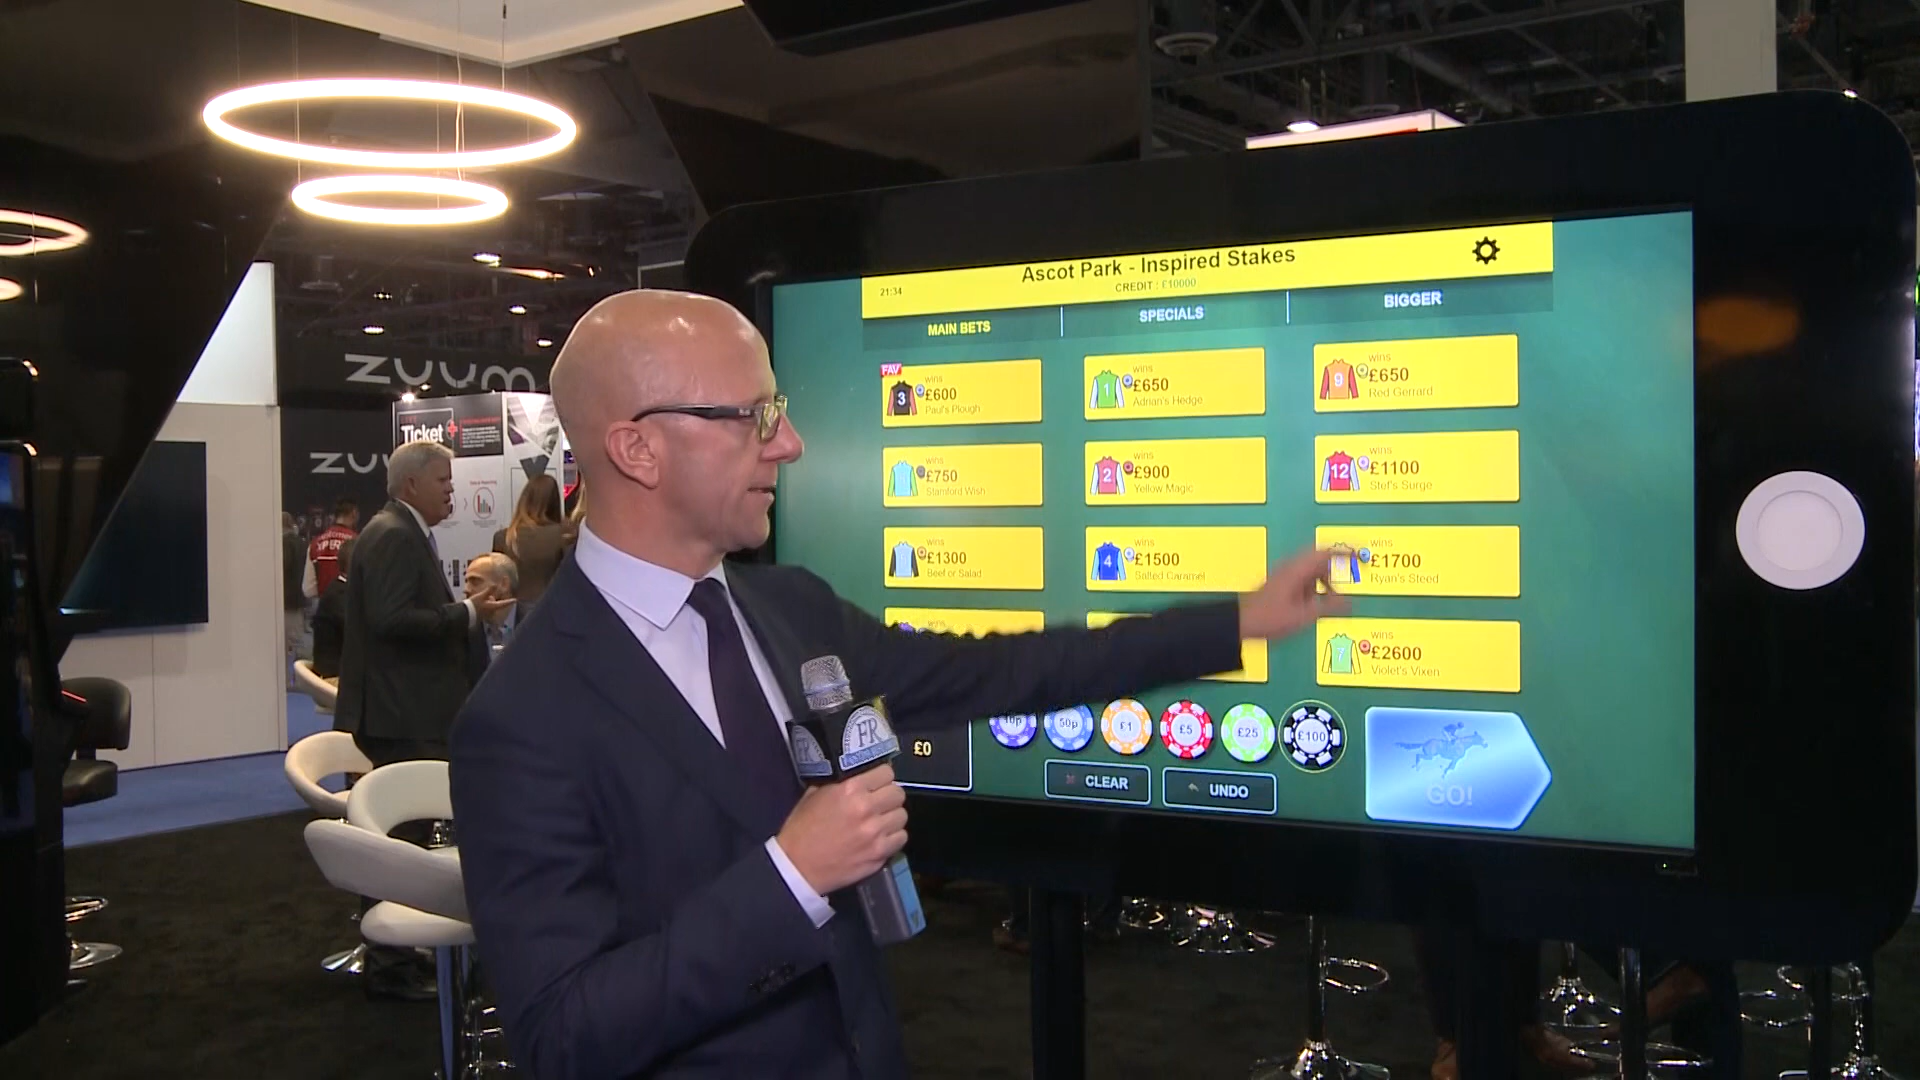 ZUUM
Ticket
Ascot Park - Inspired Stakes
21:34
CREDIT : £10000
MAIN BETS
SPECIALS
BIGGER
FAV
3
wins
£600
Paul's Plough
1
wins
£650
Adrian's Hedge
9
wins
£650
Red Gerrard
wins
£750
Stamford Wish
2
wins
£900
Yellow Magic
12
wins
£1100
Stef's Surge
wins
£1300
Beef or Salad
4
wins
£1500
Salted Caramel
wins
£1700
Ryan's Steed
wins
7
wins
£2600
Violet's Vixen
£0
10p
50p
£1
£5
£25
£100
CLEAR
UNDO
GO!
FR